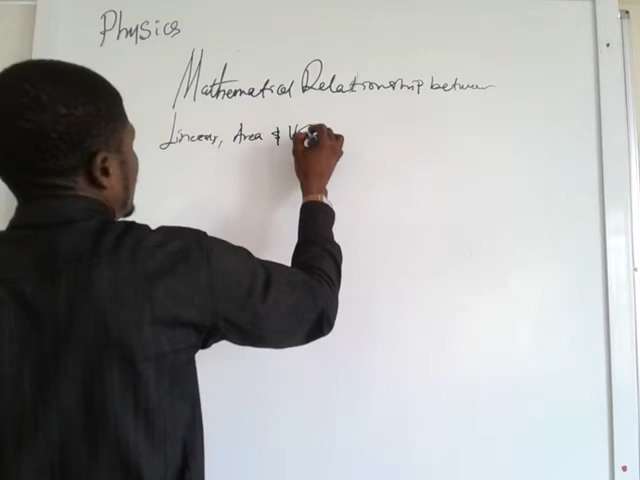 Physics
Mathematical Relationship between
Linear, Area & V